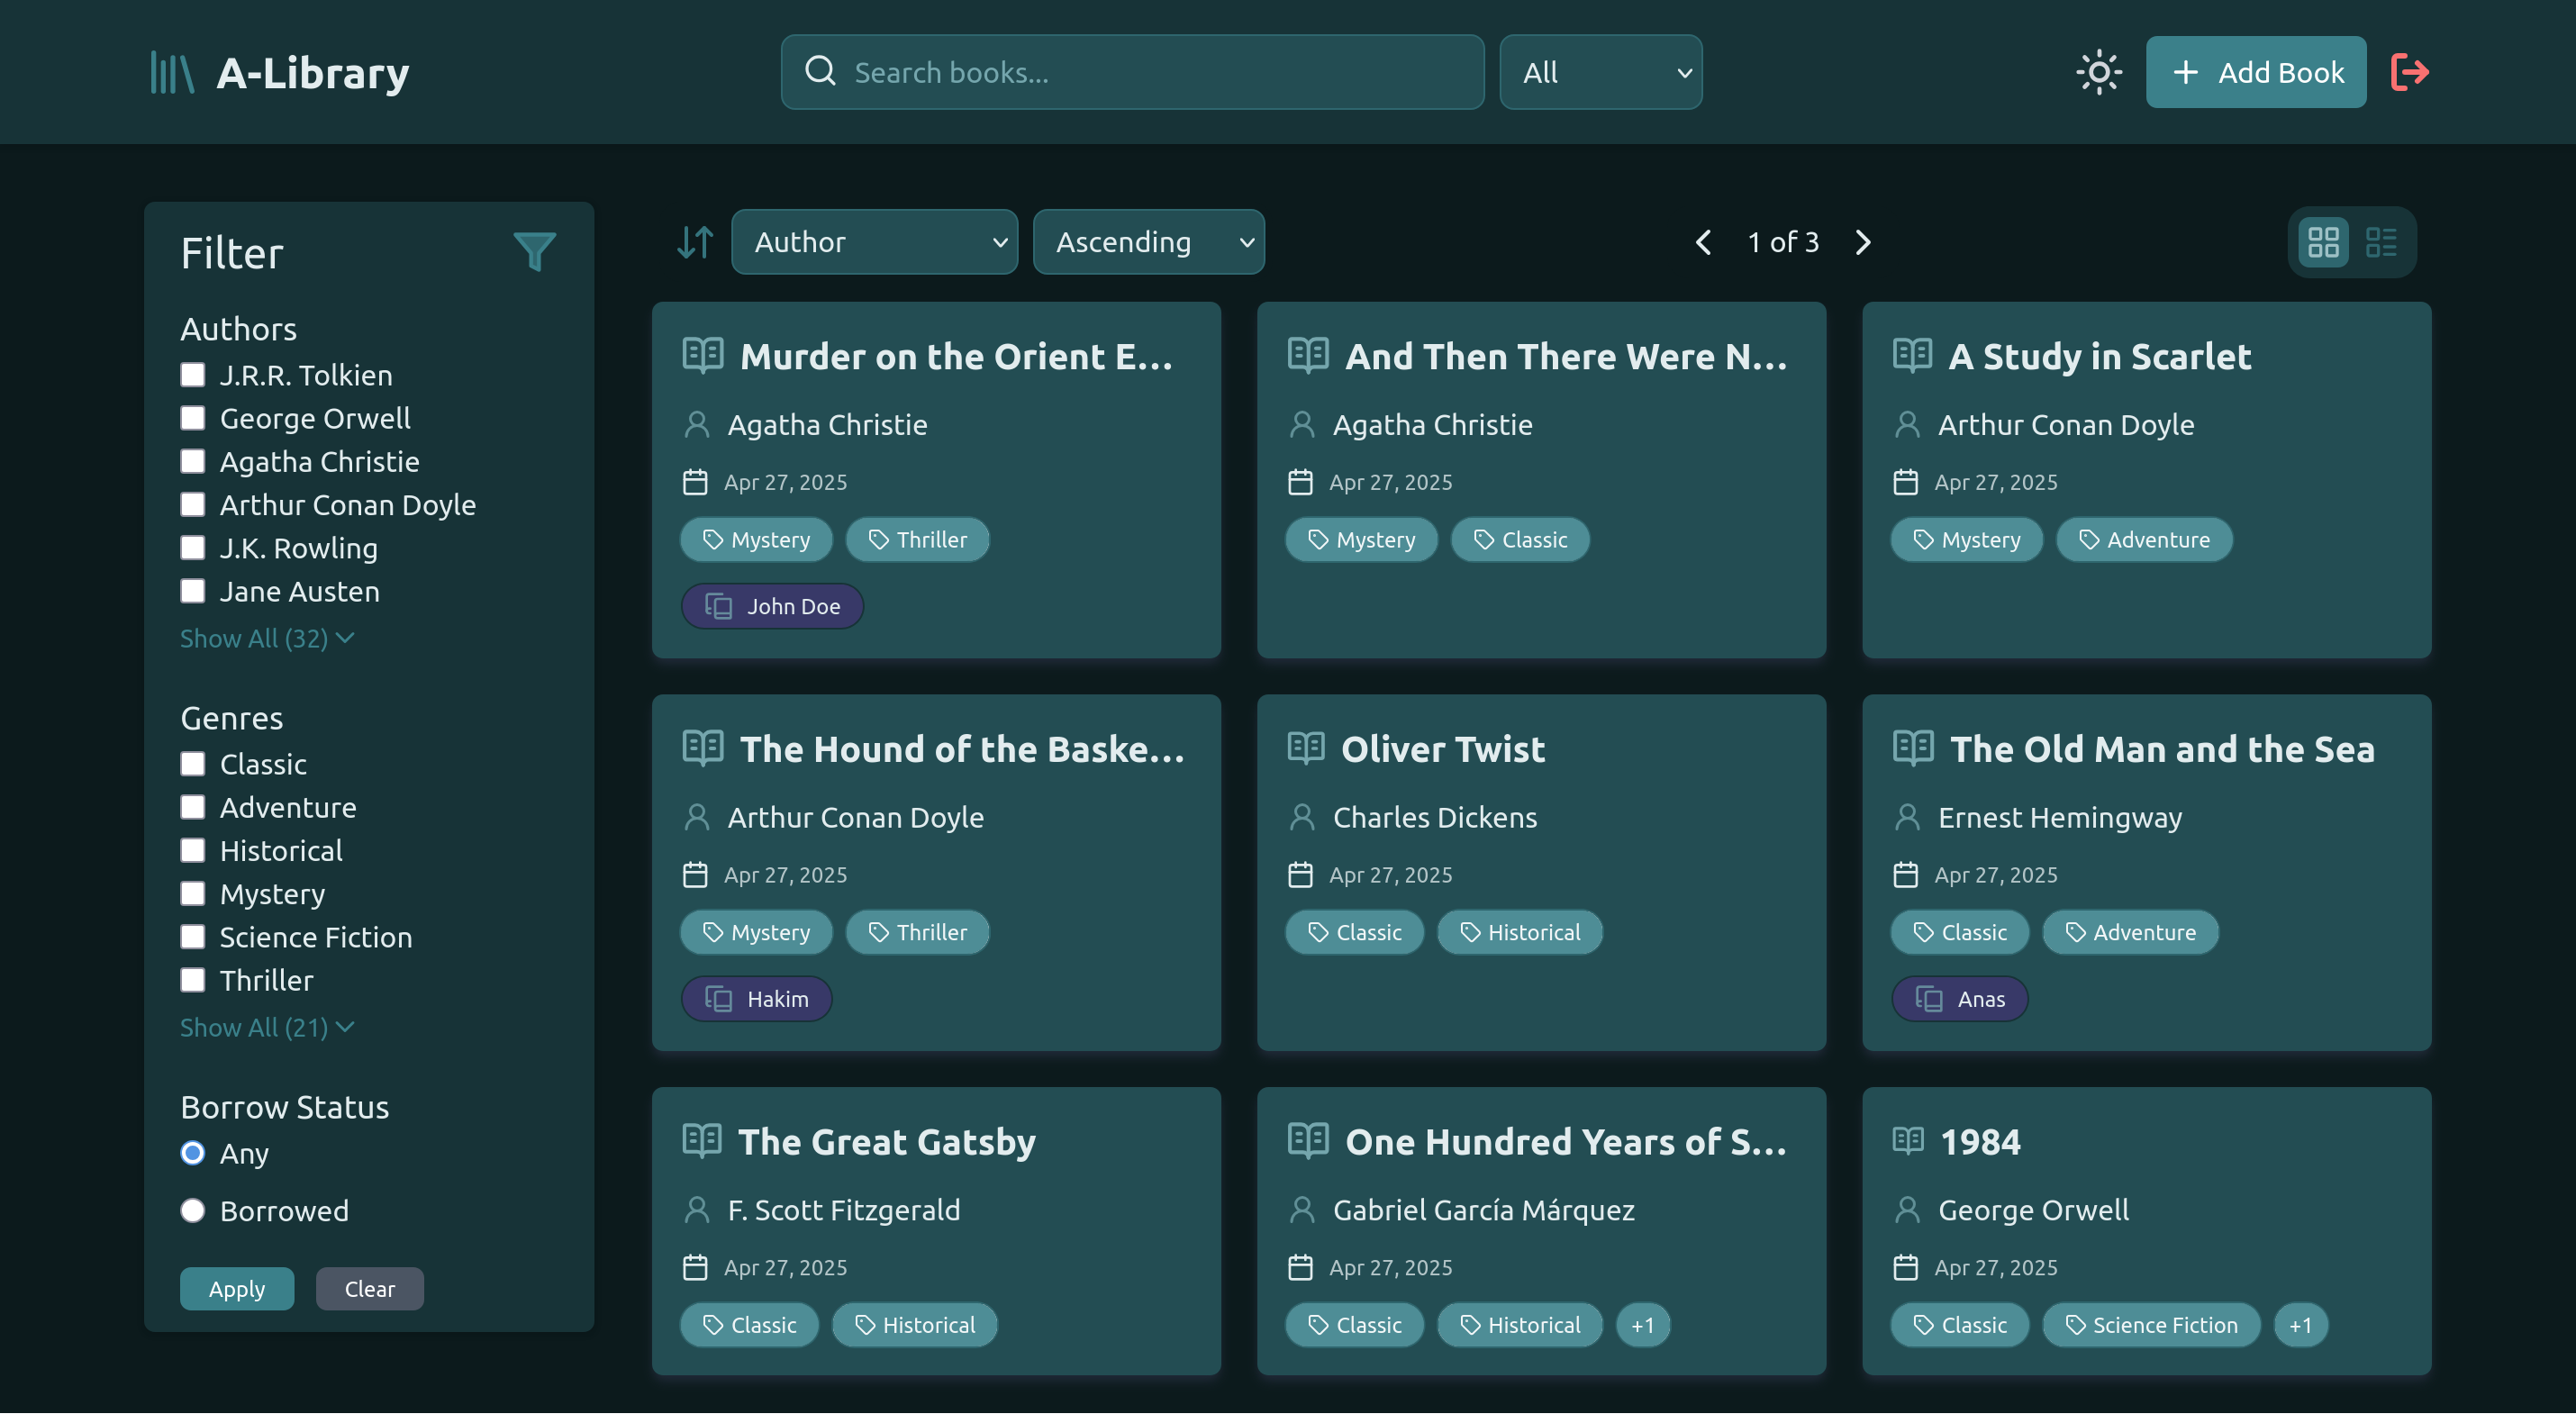 A-Library
Search books...
All
Add Book
Filter
Authors
J.R.R. Tolkien
George Orwell
Agatha Christie
Arthur Conan Doyle
J.K. Rowling
Jane Austen
Show All (32)
Genres
Classic
Adventure
Historical
Mystery
Science Fiction
Thriller
Show All (21)
Borrow Status
Any
Borrowed
Apply Clear
Author Ascending 1 of 3
Murder on the Orient E...
Agatha Christie
Apr 27, 2025
Mystery Thriller
John Doe
And Then There Were N...
Agatha Christie
Apr 27, 2025
Mystery Classic
A Study in Scarlet
Arthur Conan Doyle
Apr 27, 2025
Mystery Adventure
The Hound of the Baske...
Arthur Conan Doyle
Apr 27, 2025
Mystery Thriller
Hakim
Oliver Twist
Charles Dickens
Apr 27, 2025
Classic Historical
The Old Man and the Sea
Ernest Hemingway
Apr 27, 2025
Classic Adventure
Anas
The Great Gatsby
F. Scott Fitzgerald
Apr 27, 2025
Classic Historical
One Hundred Years of S...
Gabriel García Márquez
Apr 27, 2025
Classic Historical +1
1984
George Orwell
Apr 27, 2025
Classic Science Fiction +1